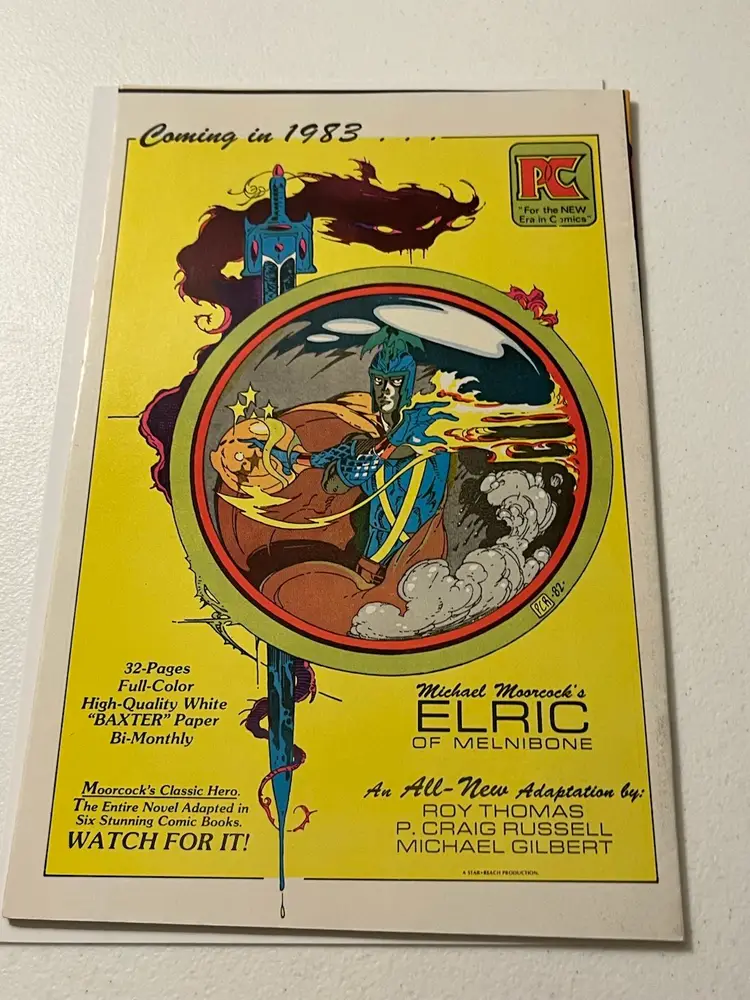 Coming in 1983 . . . .
PC
"For the NEW
Era in Comics"
PCR ·82·
32-Pages
Full-Color
High-Quality White
"BAXTER" Paper
Bi-Monthly
Michael Moorcock's
ELRIC
OF MELNIBONE
Moorcock's Classic Hero.
The Entire Novel Adapted in
Six Stunning Comic Books.
WATCH FOR IT!
An All-New Adaptation by:
ROY THOMAS
P. CRAIG RUSSELL
MICHAEL GILBERT
A STAR*REACH PRODUCTION.